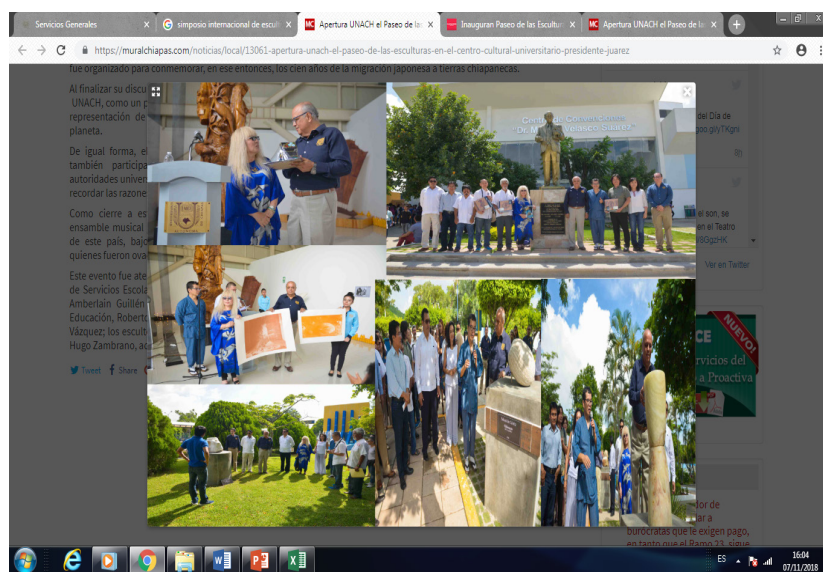 Servicios Generales
simposio internacional de escult
Apertura UNACH el Paseo de las
Inauguran Paseo de las Escultura
Apertura UNACH el Paseo de la
https://muralchiapas.com/noticias/local/13061-apertura-unach-el-paseo-de-las-esculturas-en-el-centro-cultural-universitario-presidente-juarez
fue organizado para conmemorar, en ese entonces, los cien años de la migración japonesa a tierras chiapanecas.
Al finalizar su discu
UNACH, como un p
representación de
planeta.
De igual forma, el
también participa
autoridades univer
recordar las razone
Como cierre a es
ensamble musical
de este país, bajo
quienes fueron ova
Este evento fue ate
de Servicios Escola
Amberlain Guillén
Educación, Roberto
Vázquez; los escult
Hugo Zambrano, ac
Tweet Share
Centro de Convenciones
"Dr. Manuel Velasco Suárez"
del Día de
el son, se
en el Teatro
Ver en Twitter
NUEVO
CE
rvicios del
a Proactiva
dor de
ar a
burócratas que le exigen pago,
en tanto que el Ramo 23, sigue
ES
16:04
07/11/2018